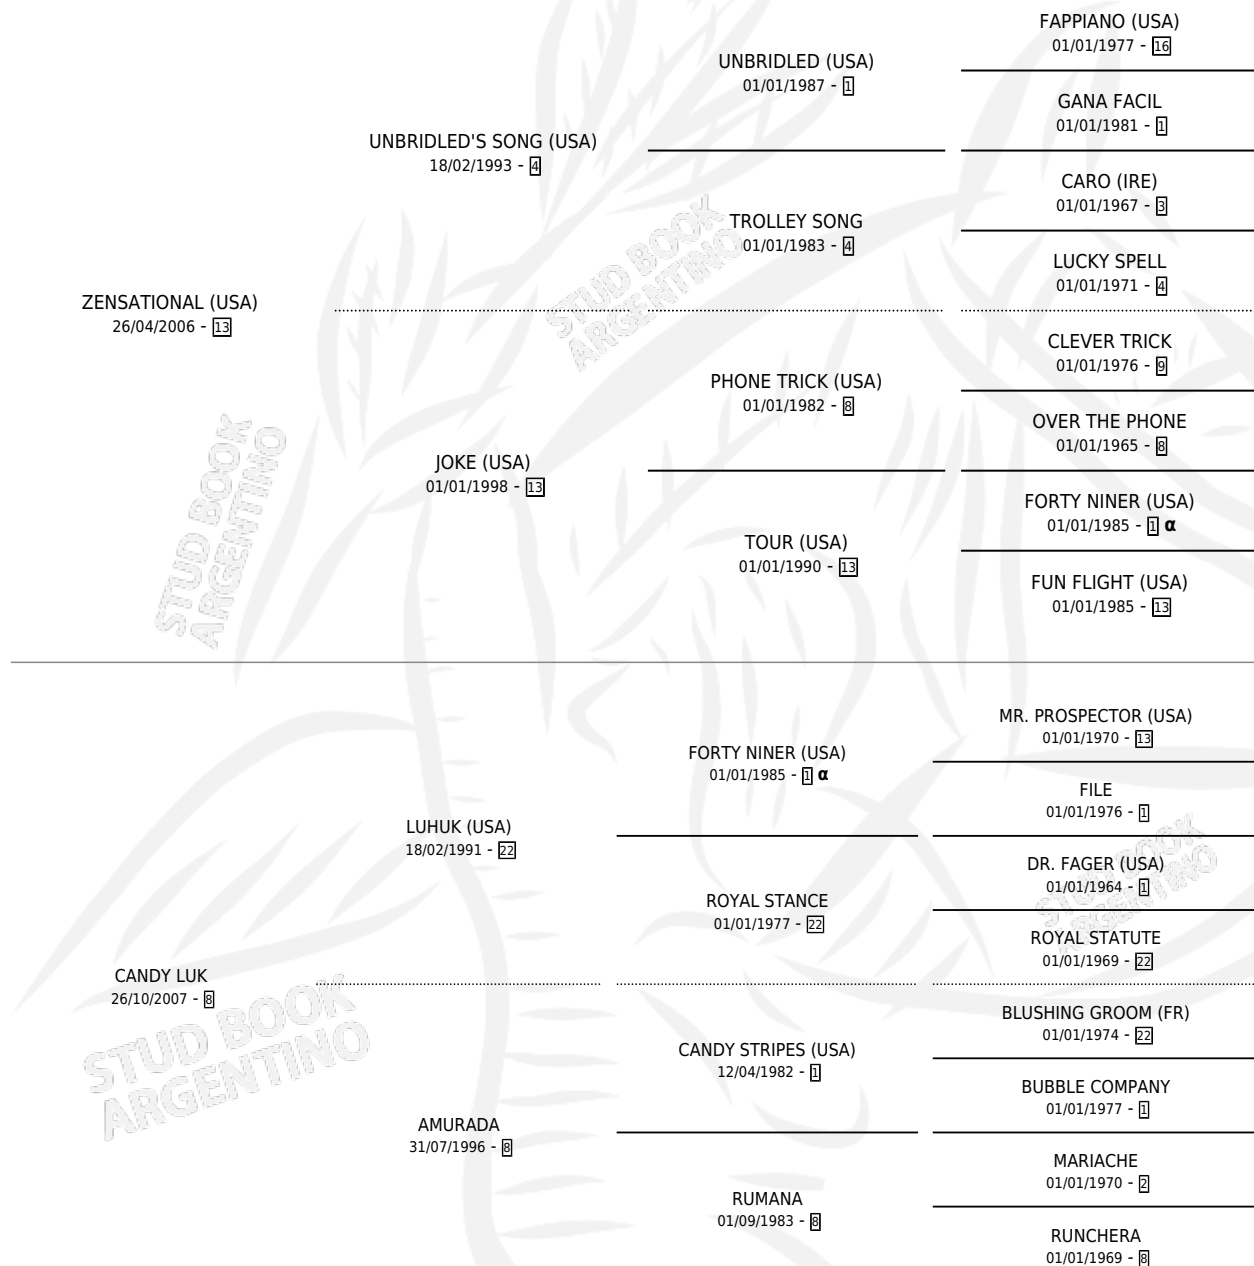 FAPPIANO (USA)
01/01/1977 - 16
UNBRIDLED (USA)
01/01/1987 - 1
GANA FACIL
01/01/1981 - 1
UNBRIDLED'S SONG (USA)
18/02/1993 - 4
CARO (IRE)
01/01/1967 - 3
TROLLEY SONG
01/01/1983 - 4
LUCKY SPELL
01/01/1971 - 4
STUD BOOK
ARGENTINO
ZENSATIONAL (USA)
26/04/2006 - 13
CLEVER TRICK
01/01/1976 - 9
PHONE TRICK (USA)
01/01/1982 - 8
OVER THE PHONE
01/01/1965 - 8
JOKE (USA)
01/01/1998 - 13
FORTY NINER (USA)
01/01/1985 - 1 α
TOUR (USA)
01/01/1990 - 13
FUN FLIGHT (USA)
01/01/1985 - 13
STUD BOOK
ARGENTINO
MR. PROSPECTOR (USA)
01/01/1970 - 13
FORTY NINER (USA)
01/01/1985 - 1 α
FILE
01/01/1976 - 1
LUHUK (USA)
18/02/1991 - 22
DR. FAGER (USA)
01/01/1964 - 1
ROYAL STANCE
01/01/1977 - 22
ROYAL STATUTE
01/01/1969 - 22
STUD BOOK
ARGENTINO
CANDY LUK
26/10/2007 - 8
BLUSHING GROOM (FR)
01/01/1974 - 22
CANDY STRIPES (USA)
12/04/1982 - 1
BUBBLE COMPANY
01/01/1977 - 1
STUD BOOK
ARGENTINO
AMURADA
31/07/1996 - 8
MARIACHE
01/01/1970 - 2
RUMANA
01/09/1983 - 8
RUNCHERA
01/01/1969 - 8